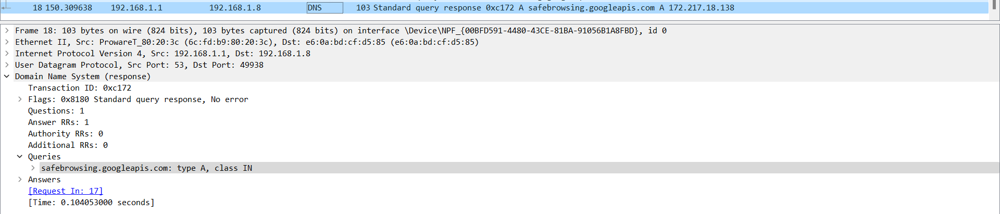 18 150.309638 192.168.1.1 192.168.1.8 DNS 103 Standard query response 0xc172 A safebrowsing.googleapis.com A 172.217.18.138
Frame 18: 103 bytes on wire (824 bits), 103 bytes captured (824 bits) on interface \Device\NPF_{00BFD591-4480-43CE-81BA-91056B1A8FBD}, id 0
Ethernet II, Src: ProwareT_80:20:3c (6c:fd:b9:80:20:3c), Dst: e6:0a:bd:cf:d5:85 (e6:0a:bd:cf:d5:85)
Internet Protocol Version 4, Src: 192.168.1.1, Dst: 192.168.1.8
User Datagram Protocol, Src Port: 53, Dst Port: 49938
Domain Name System (response)
Transaction ID: 0xc172
Flags: 0x8180 Standard query response, No error
Questions: 1
Answer RRs: 1
Authority RRs: 0
Additional RRs: 0
Queries
safebrowsing.googleapis.com: type A, class IN
Answers
[Request In: 17]
[Time: 0.104053000 seconds]